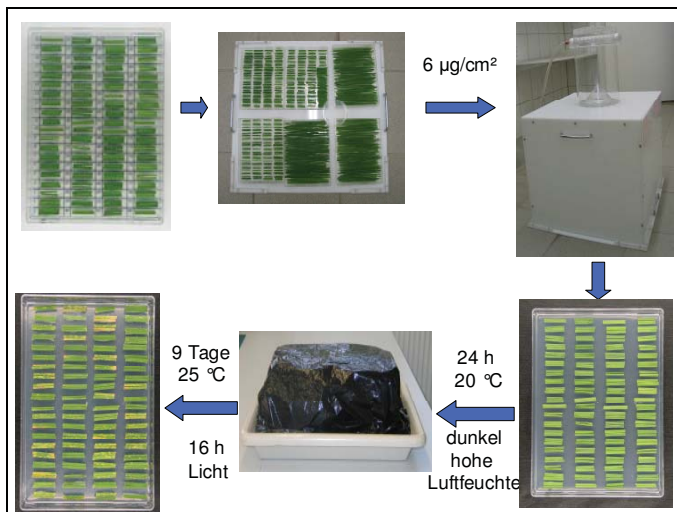 6 µg/cm²
24 h
20 °C
dunkel
hohe
Luftfeuchte
9 Tage
25 °C
16 h
Licht